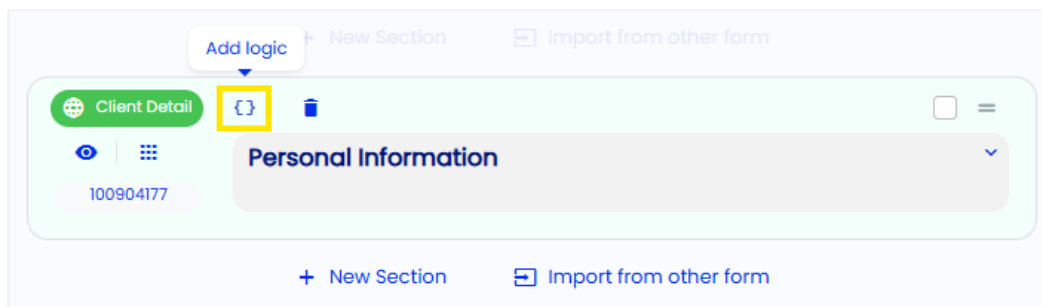 + New Section Import from other form
Add logic
Client Detail {}
Personal Information
100904177
+ New Section Import from other form